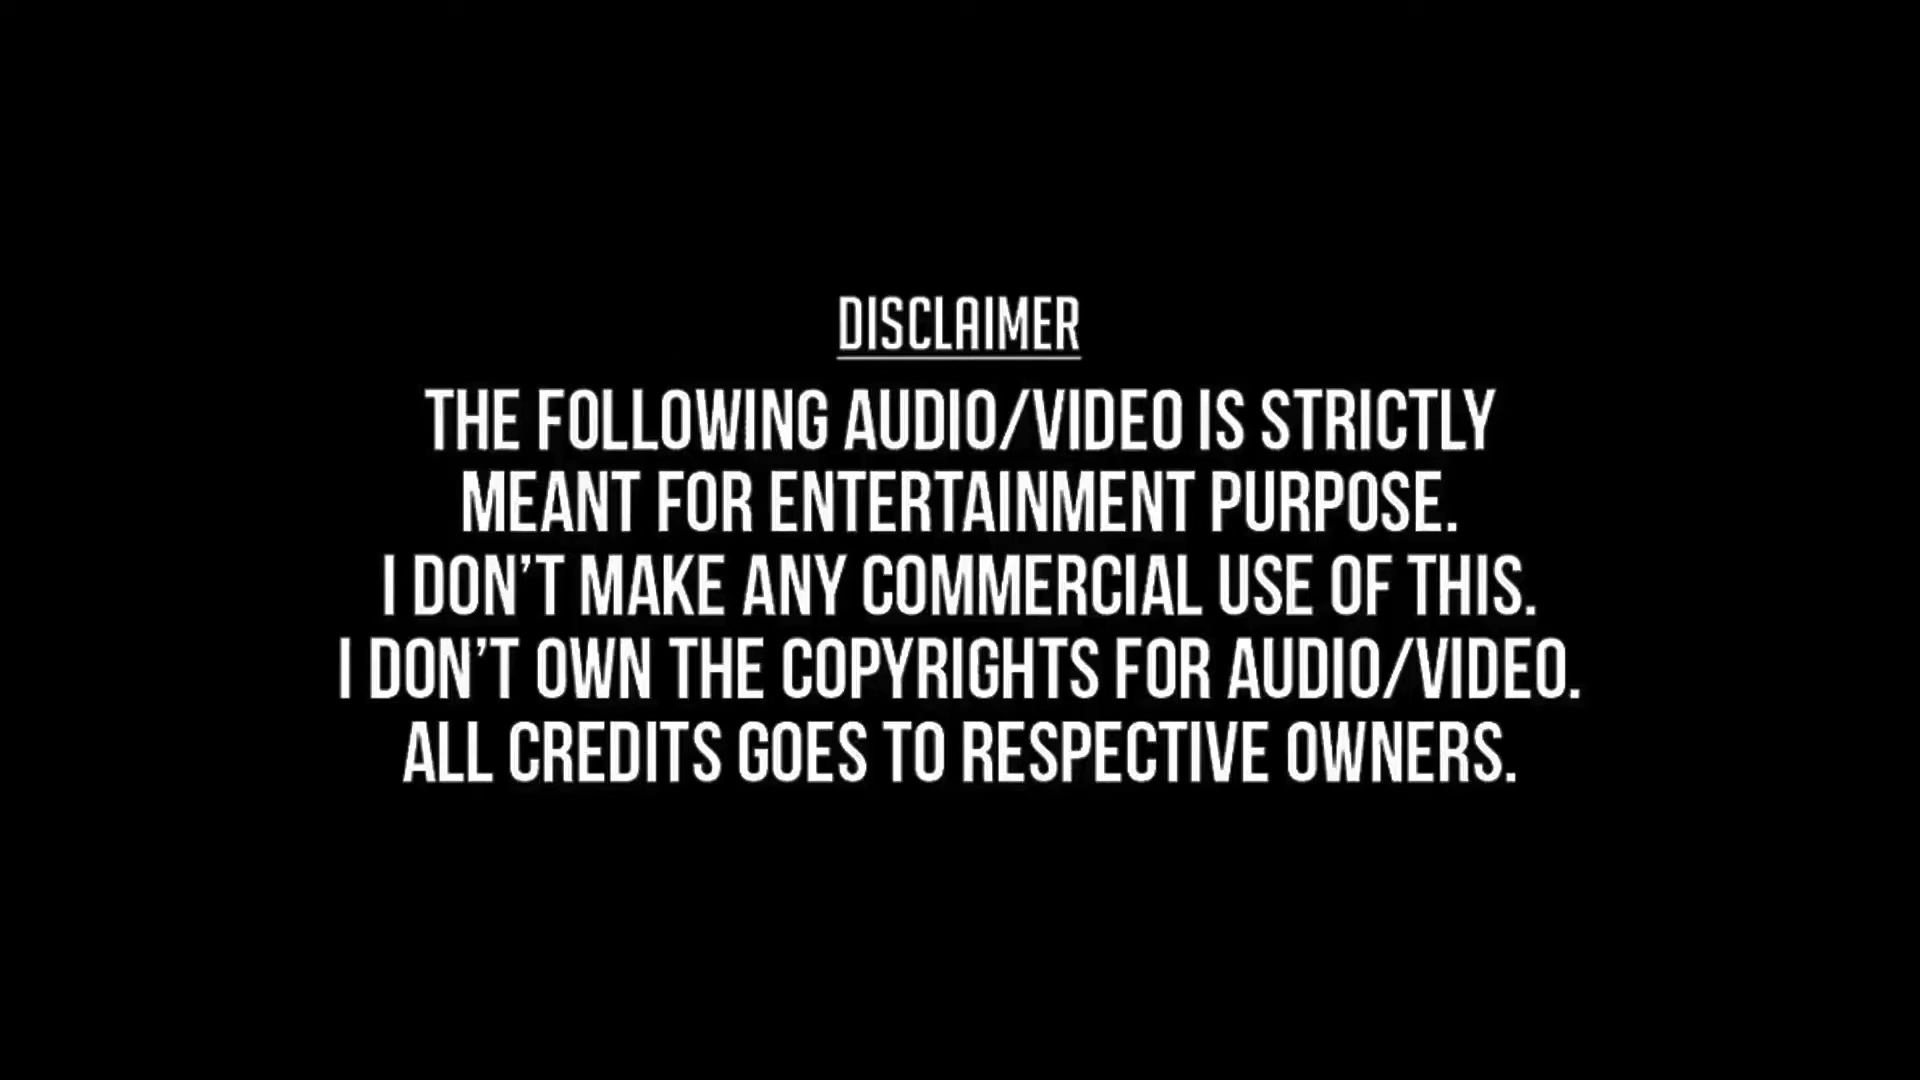 DISCLAIMER
THE FOLLOWING AUDIO/VIDEO IS STRICTLY
MEANT FOR ENTERTAINMENT PURPOSE.
I DON’T MAKE ANY COMMERCIAL USE OF THIS.
I DON’T OWN THE COPYRIGHTS FOR AUDIO/VIDEO.
ALL CREDITS GOES TO RESPECTIVE OWNERS.